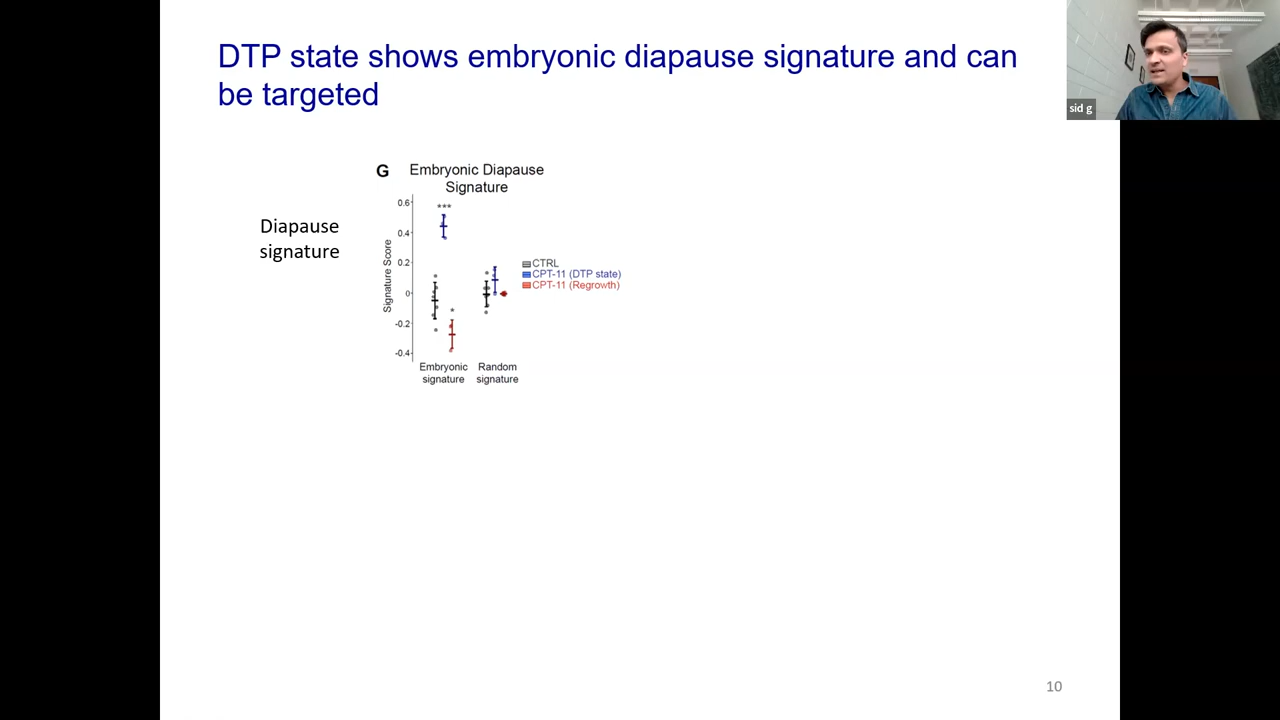 DTP state shows embryonic diapause signature and can
be targeted
sid g
Diapause
signature
G
Embryonic Diapause
Signature
Signature Score
0.6
0.4
0.2
0
-0.2
-0.4
***
*
CTRL
CPT-11 (DTP state)
CPT-11 (Regrowth)
Embryonic
signature
Random
signature
10